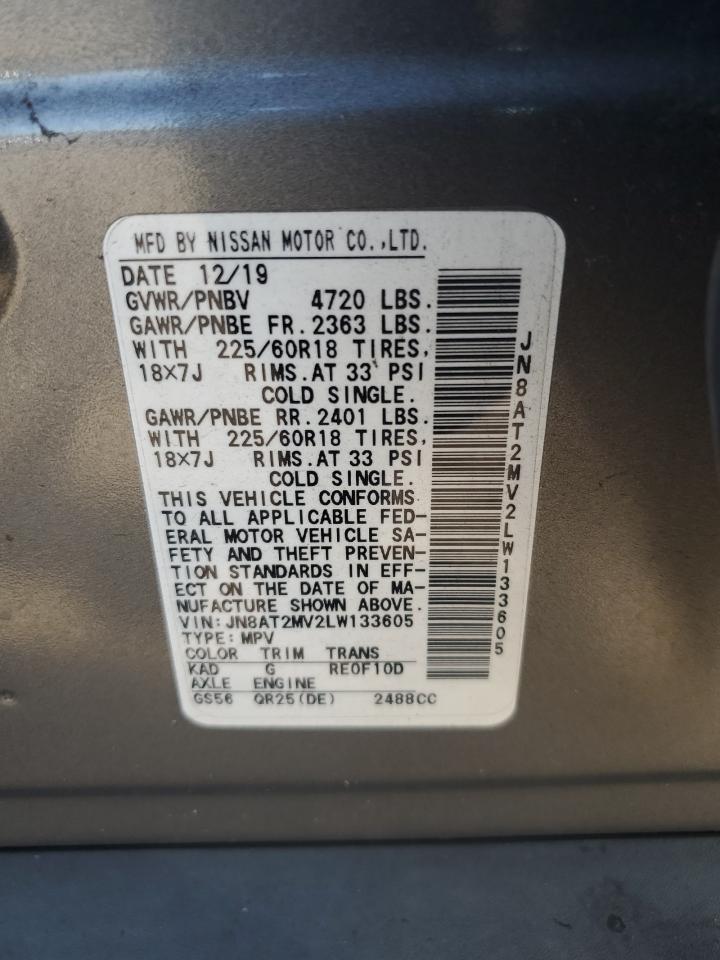 MFD BY NISSAN MOTOR CO.,LTD.
DATE 12/19
GVWR/PNBV 4720 LBS.
GAWR/PNBE FR.2363 LBS.
WITH 225/60R18 TIRES,
18×7J RIMS.AT 33 PSI
COLD SINGLE.
GAWR/PNBE RR.2401 LBS.
WITH 225/60R18 TIRES,
18×7J RIMS.AT 33 PSI
COLD SINGLE.
THIS VEHICLE CONFORMS
TO ALL APPLICABLE FED-
ERAL MOTOR VEHICLE SA-
FETY AND THEFT PREVEN-
TION STANDARDS IN EFF-
ECT ON THE DATE OF MA-
NUFACTURE SHOWN ABOVE.
VIN:JN8AT2MV2LW133605
TYPE:MPV
COLOR TRIM TRANS
KAD G RE0F10D
AXLE ENGINE
GS56 QR25(DE) 2488CC
JN8AT2MV2LW133605